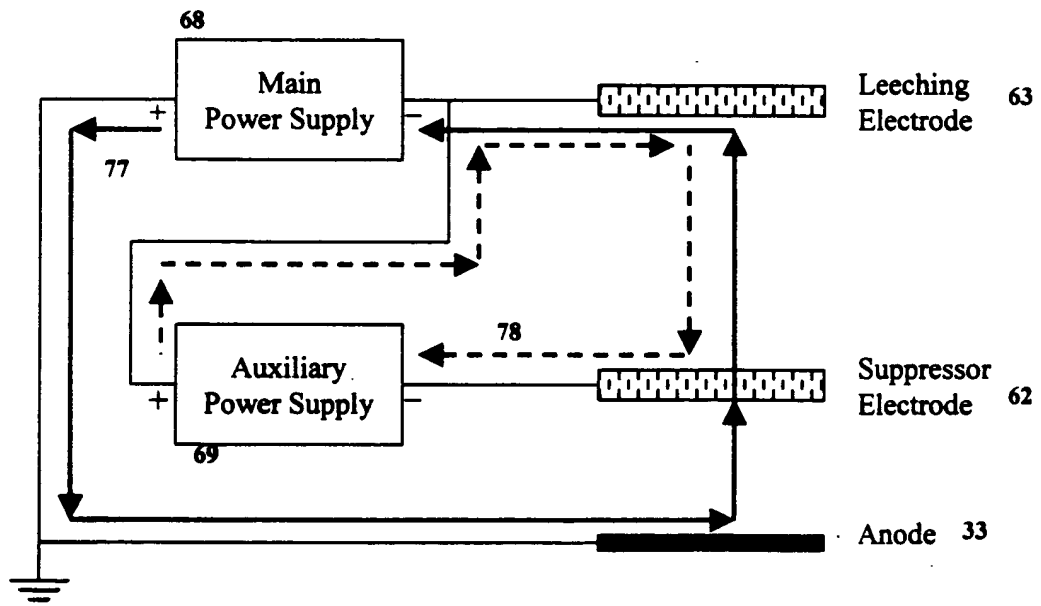 68
Main
Power Supply
+
−
Leeching
Electrode
63
77
78
Auxiliary
Power Supply
+
−
69
Suppressor
Electrode
62
Anode
33